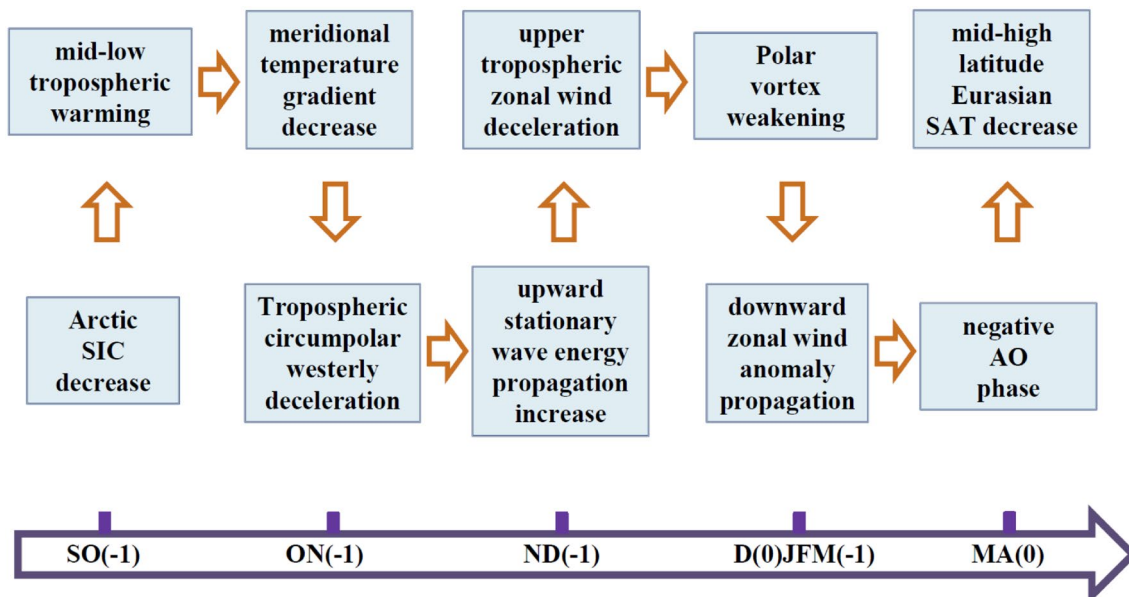 mid-low
tropospheric
warming
meridional
temperature
gradient
decrease
upper
tropospheric
zonal wind
deceleration
Polar
vortex
weakening
mid-high
latitude
Eurasian
SAT decrease
Arctic
SIC
decrease
Tropospheric
circumpolar
westerly
deceleration
upward
stationary
wave energy
propagation
increase
downward
zonal wind
anomaly
propagation
negative
AO
phase
SO(-1)
ON(-1)
ND(-1)
D(0)JFM(-1)
MA(0)